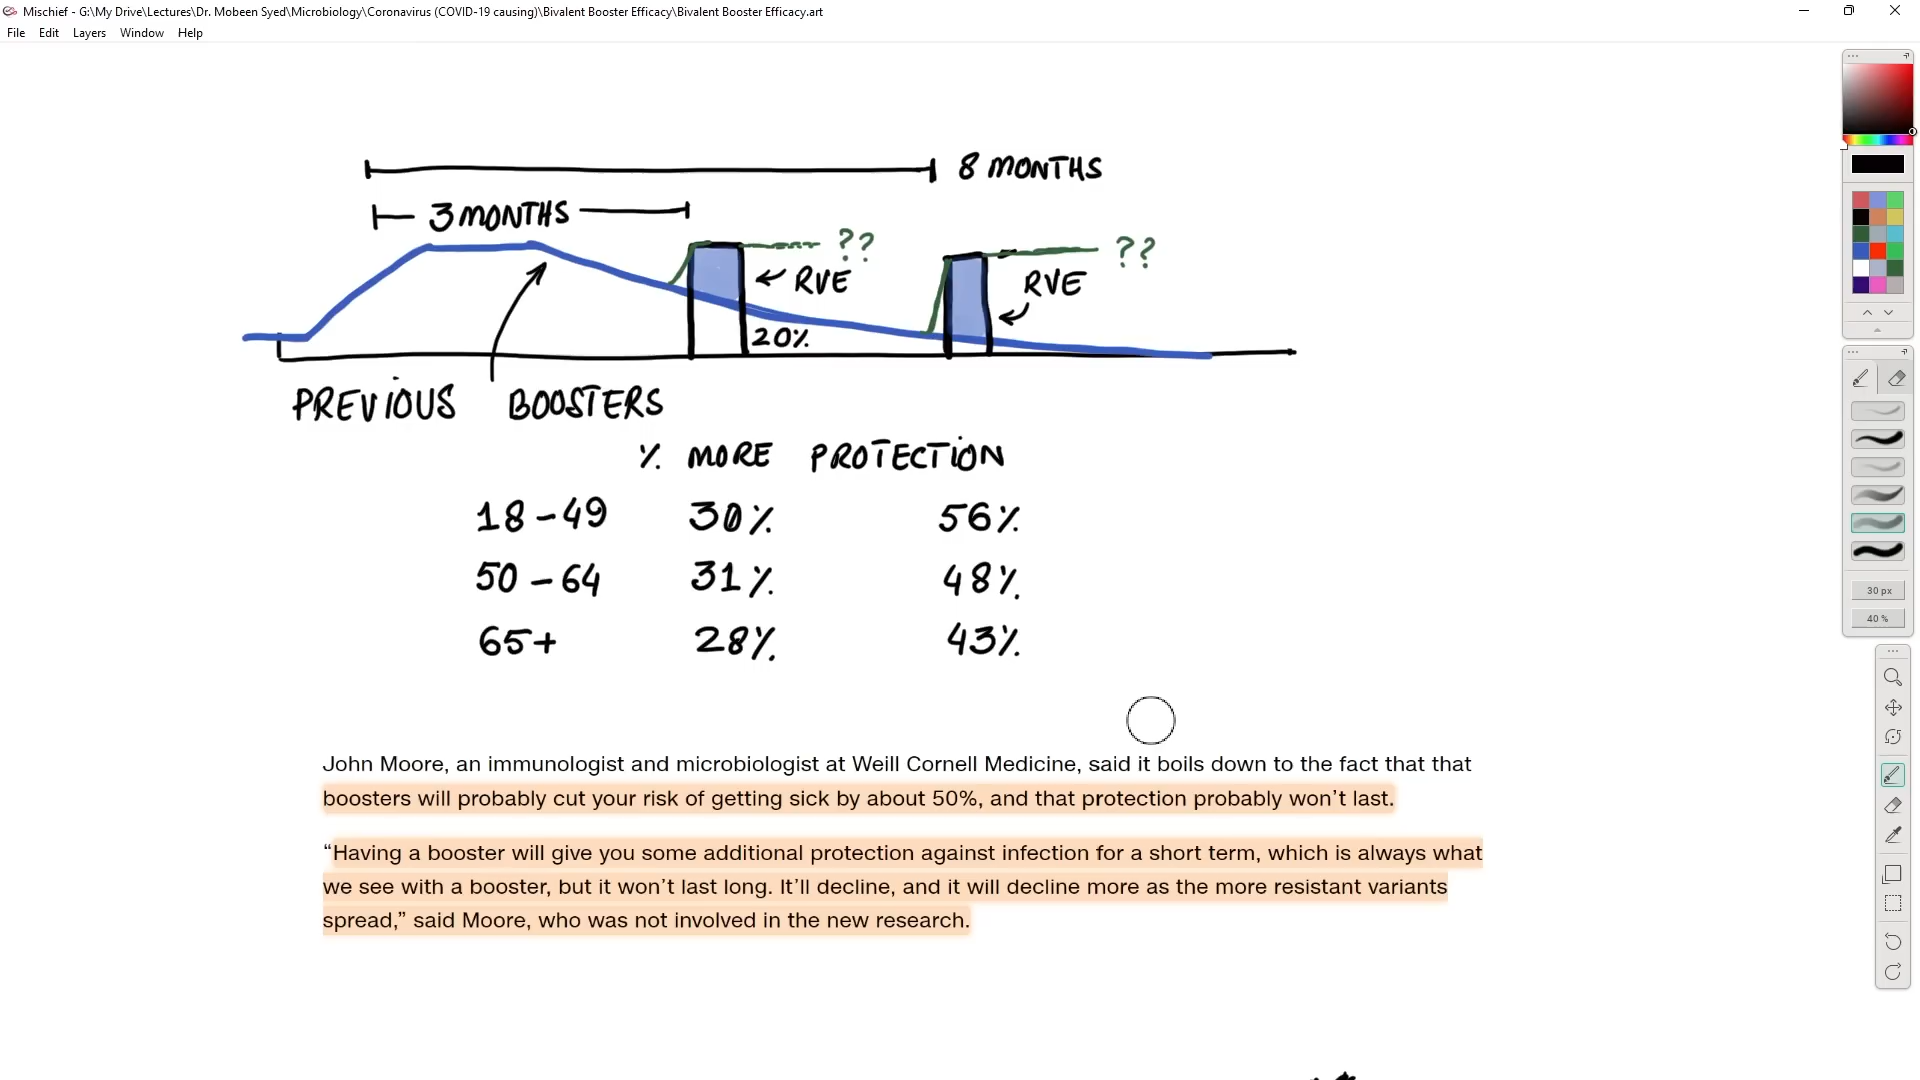 Mischief - G:\My Drive\Lectures\Dr. Mobeen Syed\Microbiology\Coronavirus (COVID-19 causing)\Bivalent Booster Efficacy\Bivalent Booster Efficacy.art
File Edit Layers Window Help
8 MONTHS
3 MONTHS
?? ??
RVE RVE
20%
PREVIOUS BOOSTERS
% MORE PROTECTION
18-49 30% 56%
50-64 31% 48%
65+ 28% 43%
John Moore, an immunologist and microbiologist at Weill Cornell Medicine, said it boils down to the fact that that
boosters will probably cut your risk of getting sick by about 50%, and that protection probably won't last.
“Having a booster will give you some additional protection against infection for a short term, which is always what
we see with a booster, but it won't last long. It'll decline, and it will decline more as the more resistant variants
spread,” said Moore, who was not involved in the new research.
30 px
40 %